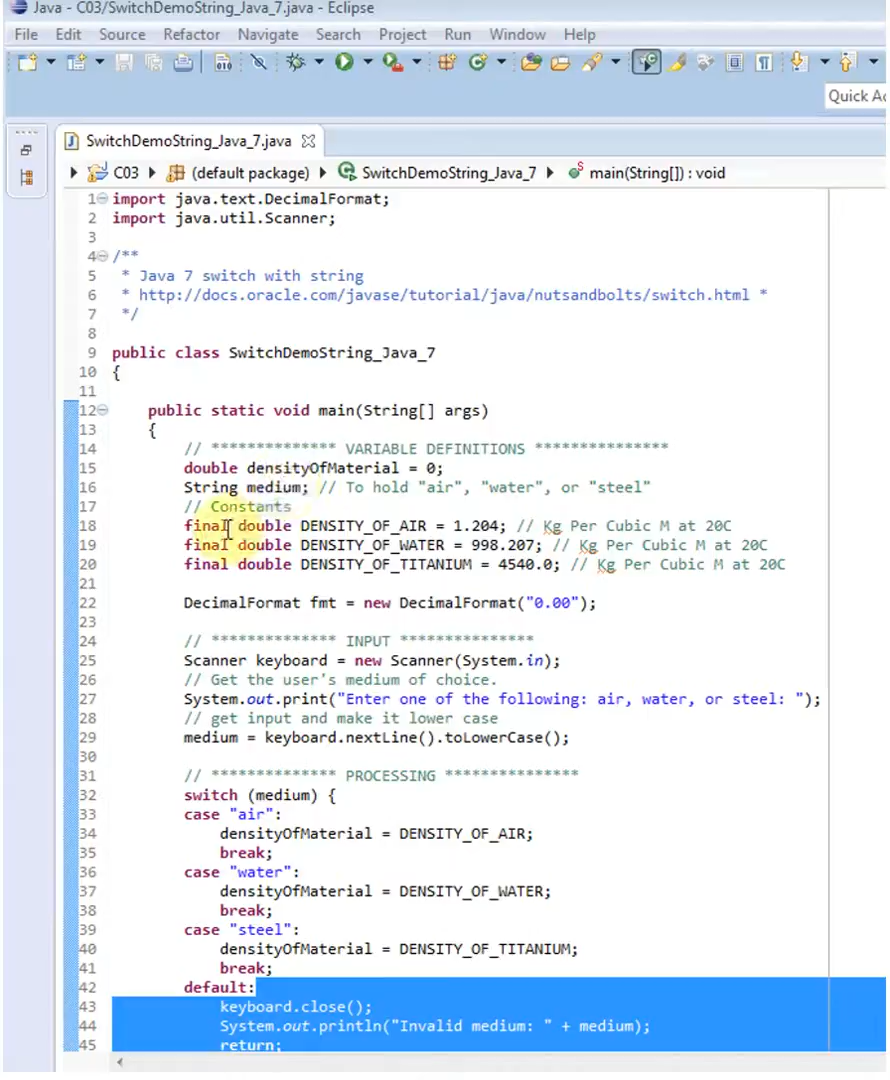 Java - C03/SwitchDemoString_Java_7.java - Eclipse
File Edit Source Refactor Navigate Search Project Run Window Help
Quick Ac
SwitchDemoString_Java_7.java
C03 (default package) SwitchDemoString_Java_7 main(String[]) : void
1 import java.text.DecimalFormat;
2 import java.util.Scanner;
3
4 /**
5 * Java 7 switch with string
6 * http://docs.oracle.com/javase/tutorial/java/nutsandbolts/switch.html *
7 */
8
9 public class SwitchDemoString_Java_7
10 {
11
12 public static void main(String[] args)
13 {
14 // ************** VARIABLE DEFINITIONS ***************
15 double densityOfMaterial = 0;
16 String medium; // To hold "air", "water", or "steel"
17 // Constants
18 final double DENSITY_OF_AIR = 1.204; // Kg Per Cubic M at 20C
19 final double DENSITY_OF_WATER = 998.207; // Kg Per Cubic M at 20C
20 final double DENSITY_OF_TITANIUM = 4540.0; // Kg Per Cubic M at 20C
21
22 DecimalFormat fmt = new DecimalFormat("0.00");
23
24 // ************** INPUT ***************
25 Scanner keyboard = new Scanner(System.in);
26 // Get the user's medium of choice.
27 System.out.print("Enter one of the following: air, water, or steel: ");
28 // get input and make it lower case
29 medium = keyboard.nextLine().toLowerCase();
30
31 // ************** PROCESSING ***************
32 switch (medium) {
33 case "air":
34 densityOfMaterial = DENSITY_OF_AIR;
35 break;
36 case "water":
37 densityOfMaterial = DENSITY_OF_WATER;
38 break;
39 case "steel":
40 densityOfMaterial = DENSITY_OF_TITANIUM;
41 break;
42 default:
43 keyboard.close();
44 System.out.println("Invalid medium: " + medium);
45 return;